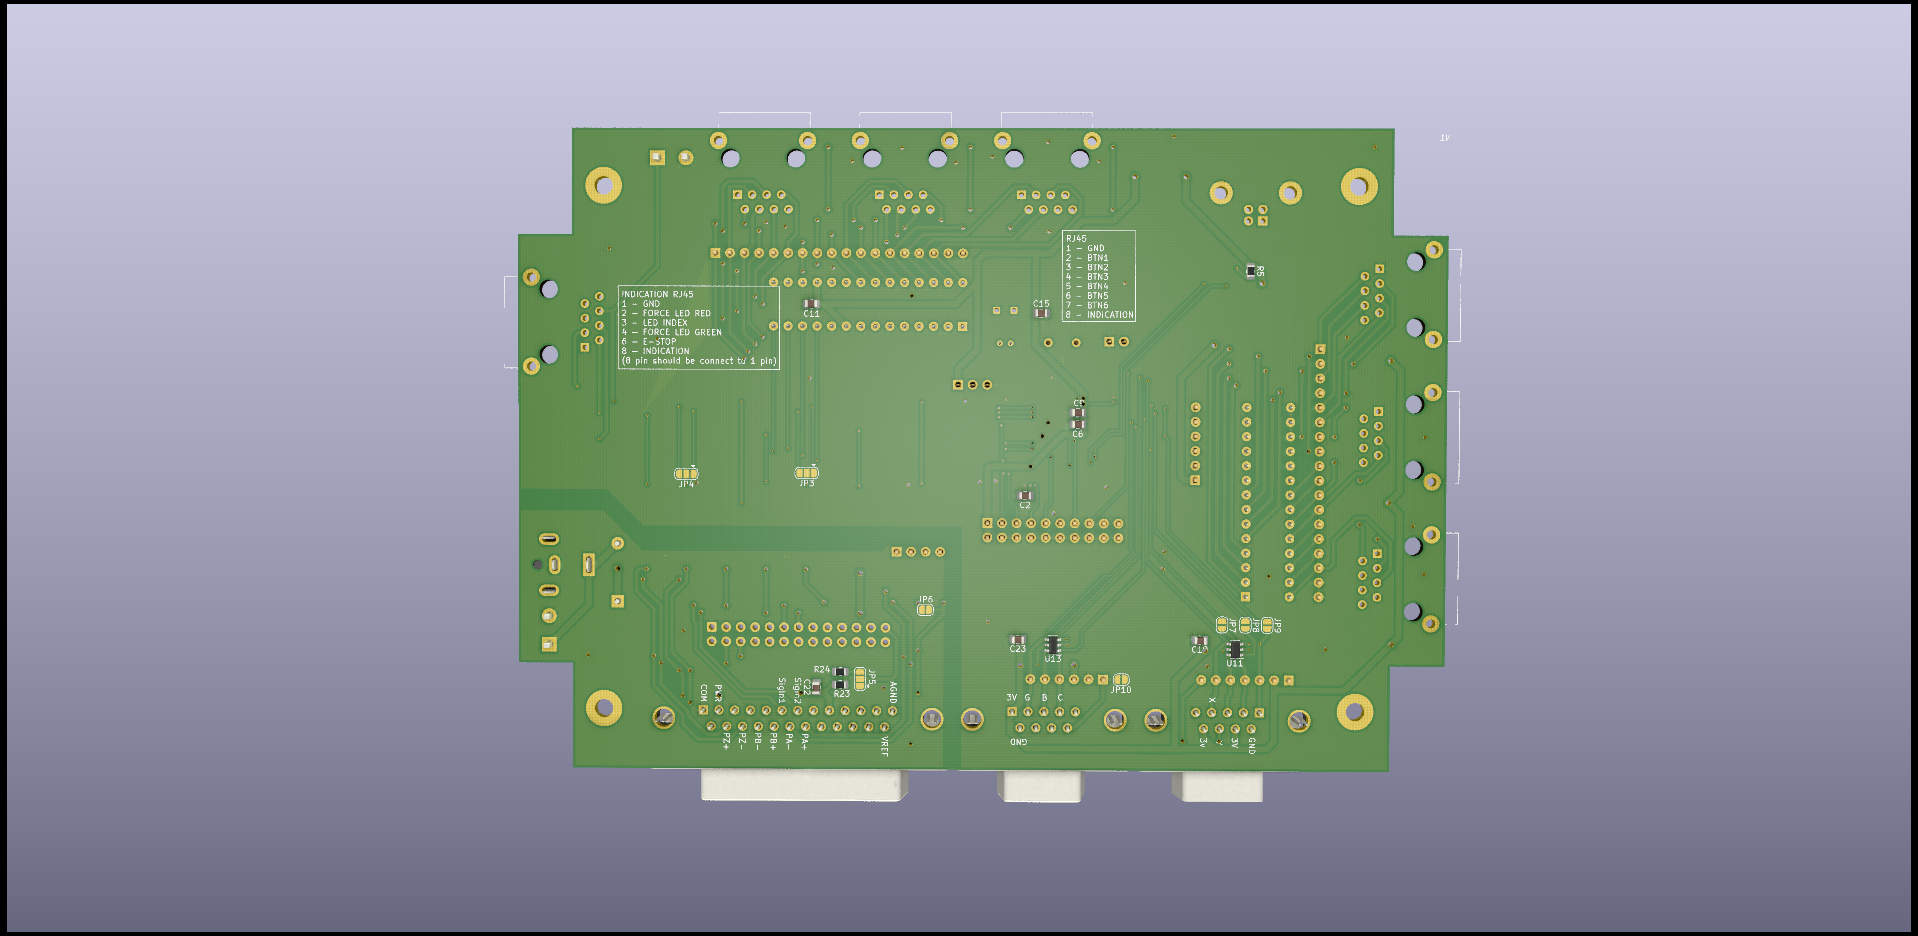 RJ45
1 - GND
2 - BTN1
3 - BTN2
4 - BTN3
5 - BTN4
6 - BTN5
7 - BTN6
8 - INDICATION
R5
INDICATION RJ45
1 - GND
2 - FORCE LED RED
3 - LED INDEX
4 - FORCE LED GREEN
6 - E-STOP
8 - INDICATION
(8 pin should be connect to 1 pin)
C11
C15
C6
JP4
JP3
C2
JP6
JP7
JP8
JP9
C23
U13
U11
R24
C22
R23
JP5
JP10
COM
PWR
Sigin1
Sigin2
AGND
3V G B C
X
PZ+
PZ-
PB-
PB+
PA-
PA+
VREF
GND
3V
3V
GND